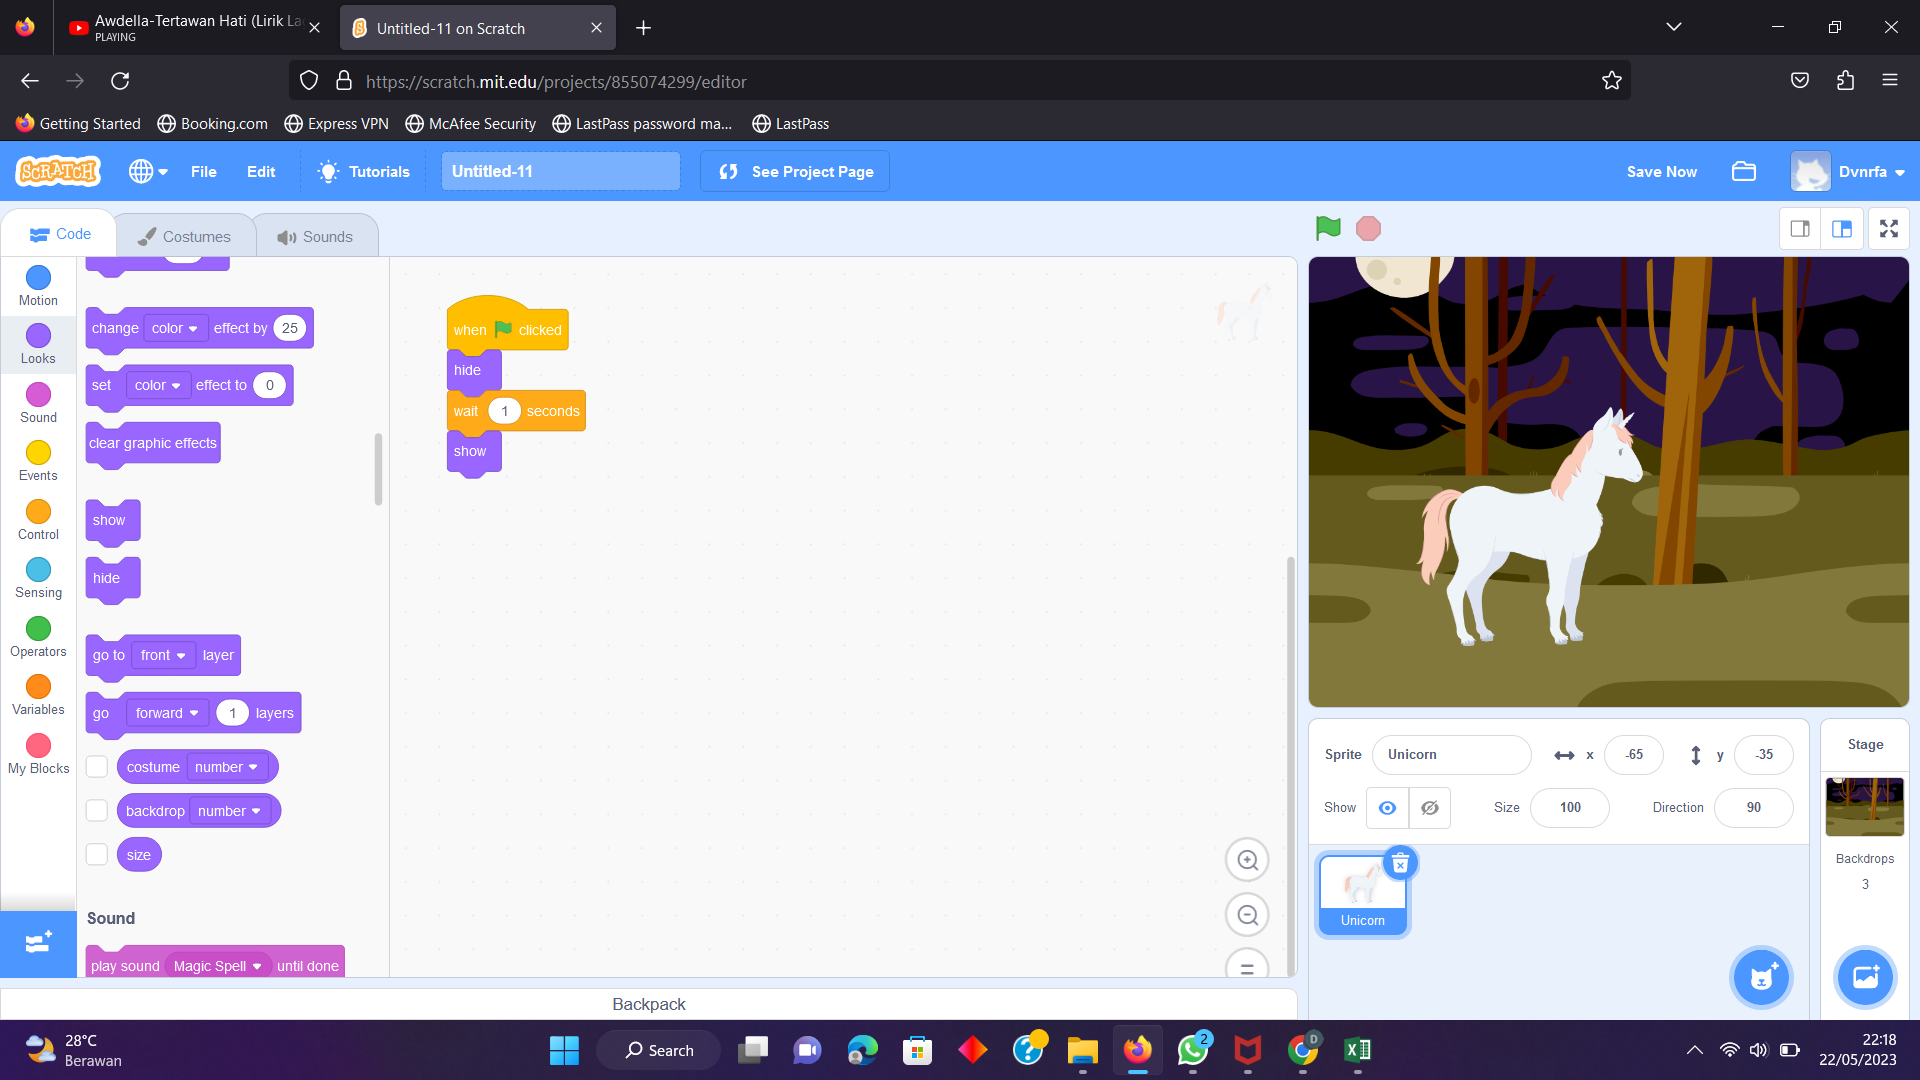 Awdella-Tertawan Hati (Lirik La
PLAYING
Untitled-11 on Scratch
https://scratch.mit.edu/projects/855074299/editor
Getting Started
Booking.com
Express VPN
McAfee Security
LastPass password ma...
LastPass
SCRATCH
File
Edit
Tutorials
Untitled-11
See Project Page
Save Now
Dvnrfa
Code
Costumes
Sounds
Motion
Looks
Sound
Events
Control
Sensing
Operators
Variables
My Blocks
change color effect by 25
set color effect to 0
clear graphic effects
show
hide
go to front layer
go forward 1 layers
costume number
backdrop number
size
Sound
play sound Magic Spell until done
when clicked
hide
wait 1 seconds
show
Backpack
Sprite Unicorn x -65 y -35
Show Size 100 Direction 90
Unicorn
Stage
Backdrops
3
28°C
Berawan
Search
2
D
22:18
22/05/2023